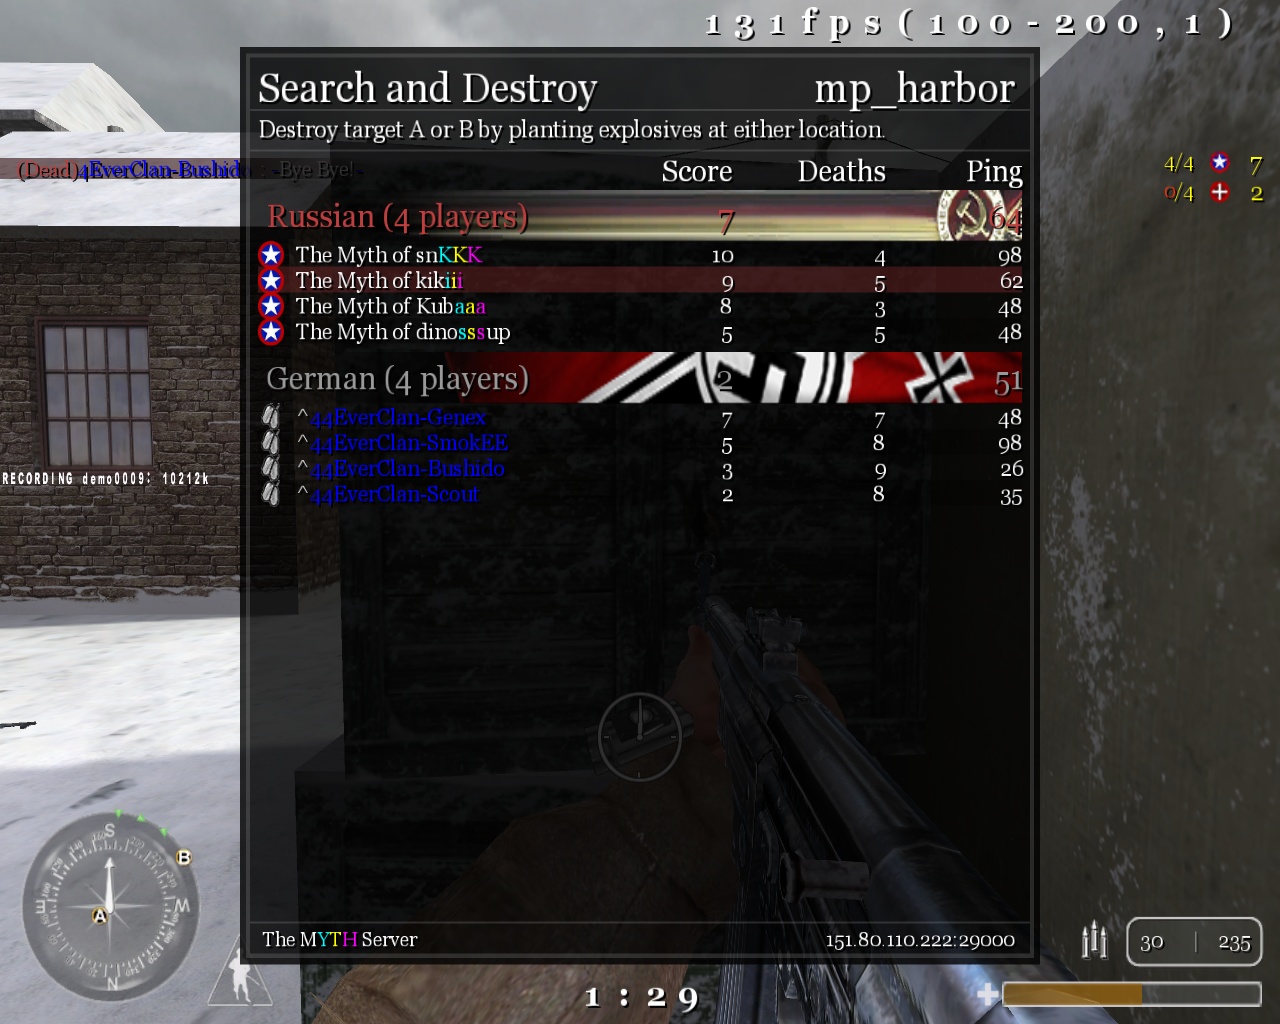 131fps(100-200,1)
Search and Destroy mp_harbor
Destroy target A or B by planting explosives at either location.
(Dead)4EverClan-Bushido : Bye Bye!
4/4 7
0/4 2
Score Deaths Ping
Russian (4 players) 7 64
The Myth of snKKK 10 4 98
The Myth of kikiii 9 5 62
The Myth of Kubaaa 8 3 48
The Myth of dinosssup 5 5 48
German (4 players) 2 51
^44EverClan-Genex 7 7 48
^44EverClan-SmokEE 5 8 98
^44EverClan-Bushido 3 9 26
^44EverClan-Scout 2 8 35
RECORDING demo0009: 10212k
S
B
E A W
N
The MYTH Server 151.80.110.222:29000
30 | 235
1:29